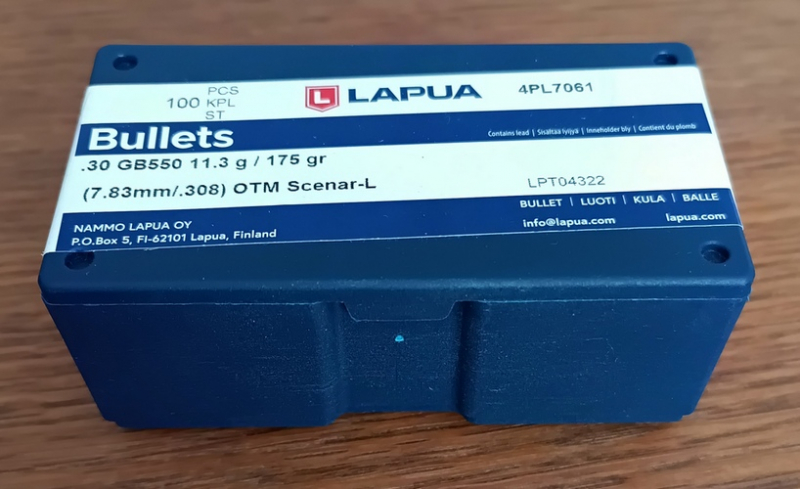 100 PCS
KPL
ST
L LAPUA
4PL7061
Bullets
Contains lead | Sisältää lyijyä | Inneholder bly | Contient du plomb
.30 GB550 11.3 g / 175 gr
(7.83mm/.308) OTM Scenar-L
LPT04322
BULLET | LUOTI | KULA | BALLE
NAMMO LAPUA OY
P.O.Box 5, FI-62101 Lapua, Finland
info@lapua.com
lapua.com